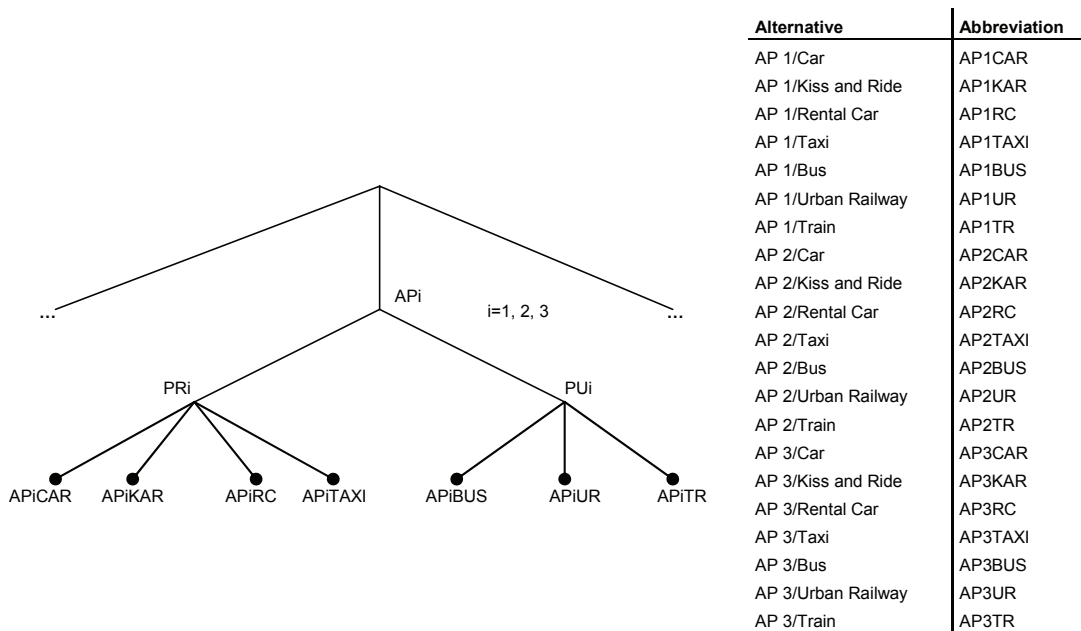 Alternative Abbreviation
AP 1/Car AP1CAR
AP 1/Kiss and Ride AP1KAR
AP 1/Rental Car AP1RC
AP 1/Taxi AP1TAXI
AP 1/Bus AP1BUS
AP 1/Urban Railway AP1UR
AP 1/Train AP1TR
AP 2/Car AP2CAR
AP 2/Kiss and Ride AP2KAR
AP 2/Rental Car AP2RC
AP 2/Taxi AP2TAXI
AP 2/Bus AP2BUS
AP 2/Urban Railway AP2UR
AP 2/Train AP2TR
AP 3/Car AP3CAR
AP 3/Kiss and Ride AP3KAR
AP 3/Rental Car AP3RC
AP 3/Taxi AP3TAXI
AP 3/Bus AP3BUS
AP 3/Urban Railway AP3UR
AP 3/Train AP3TR
APi
... i=1, 2, 3 ...
PRi PUi
APiCAR APiKAR APiRC APiTAXI APiBUS APiUR APiTR